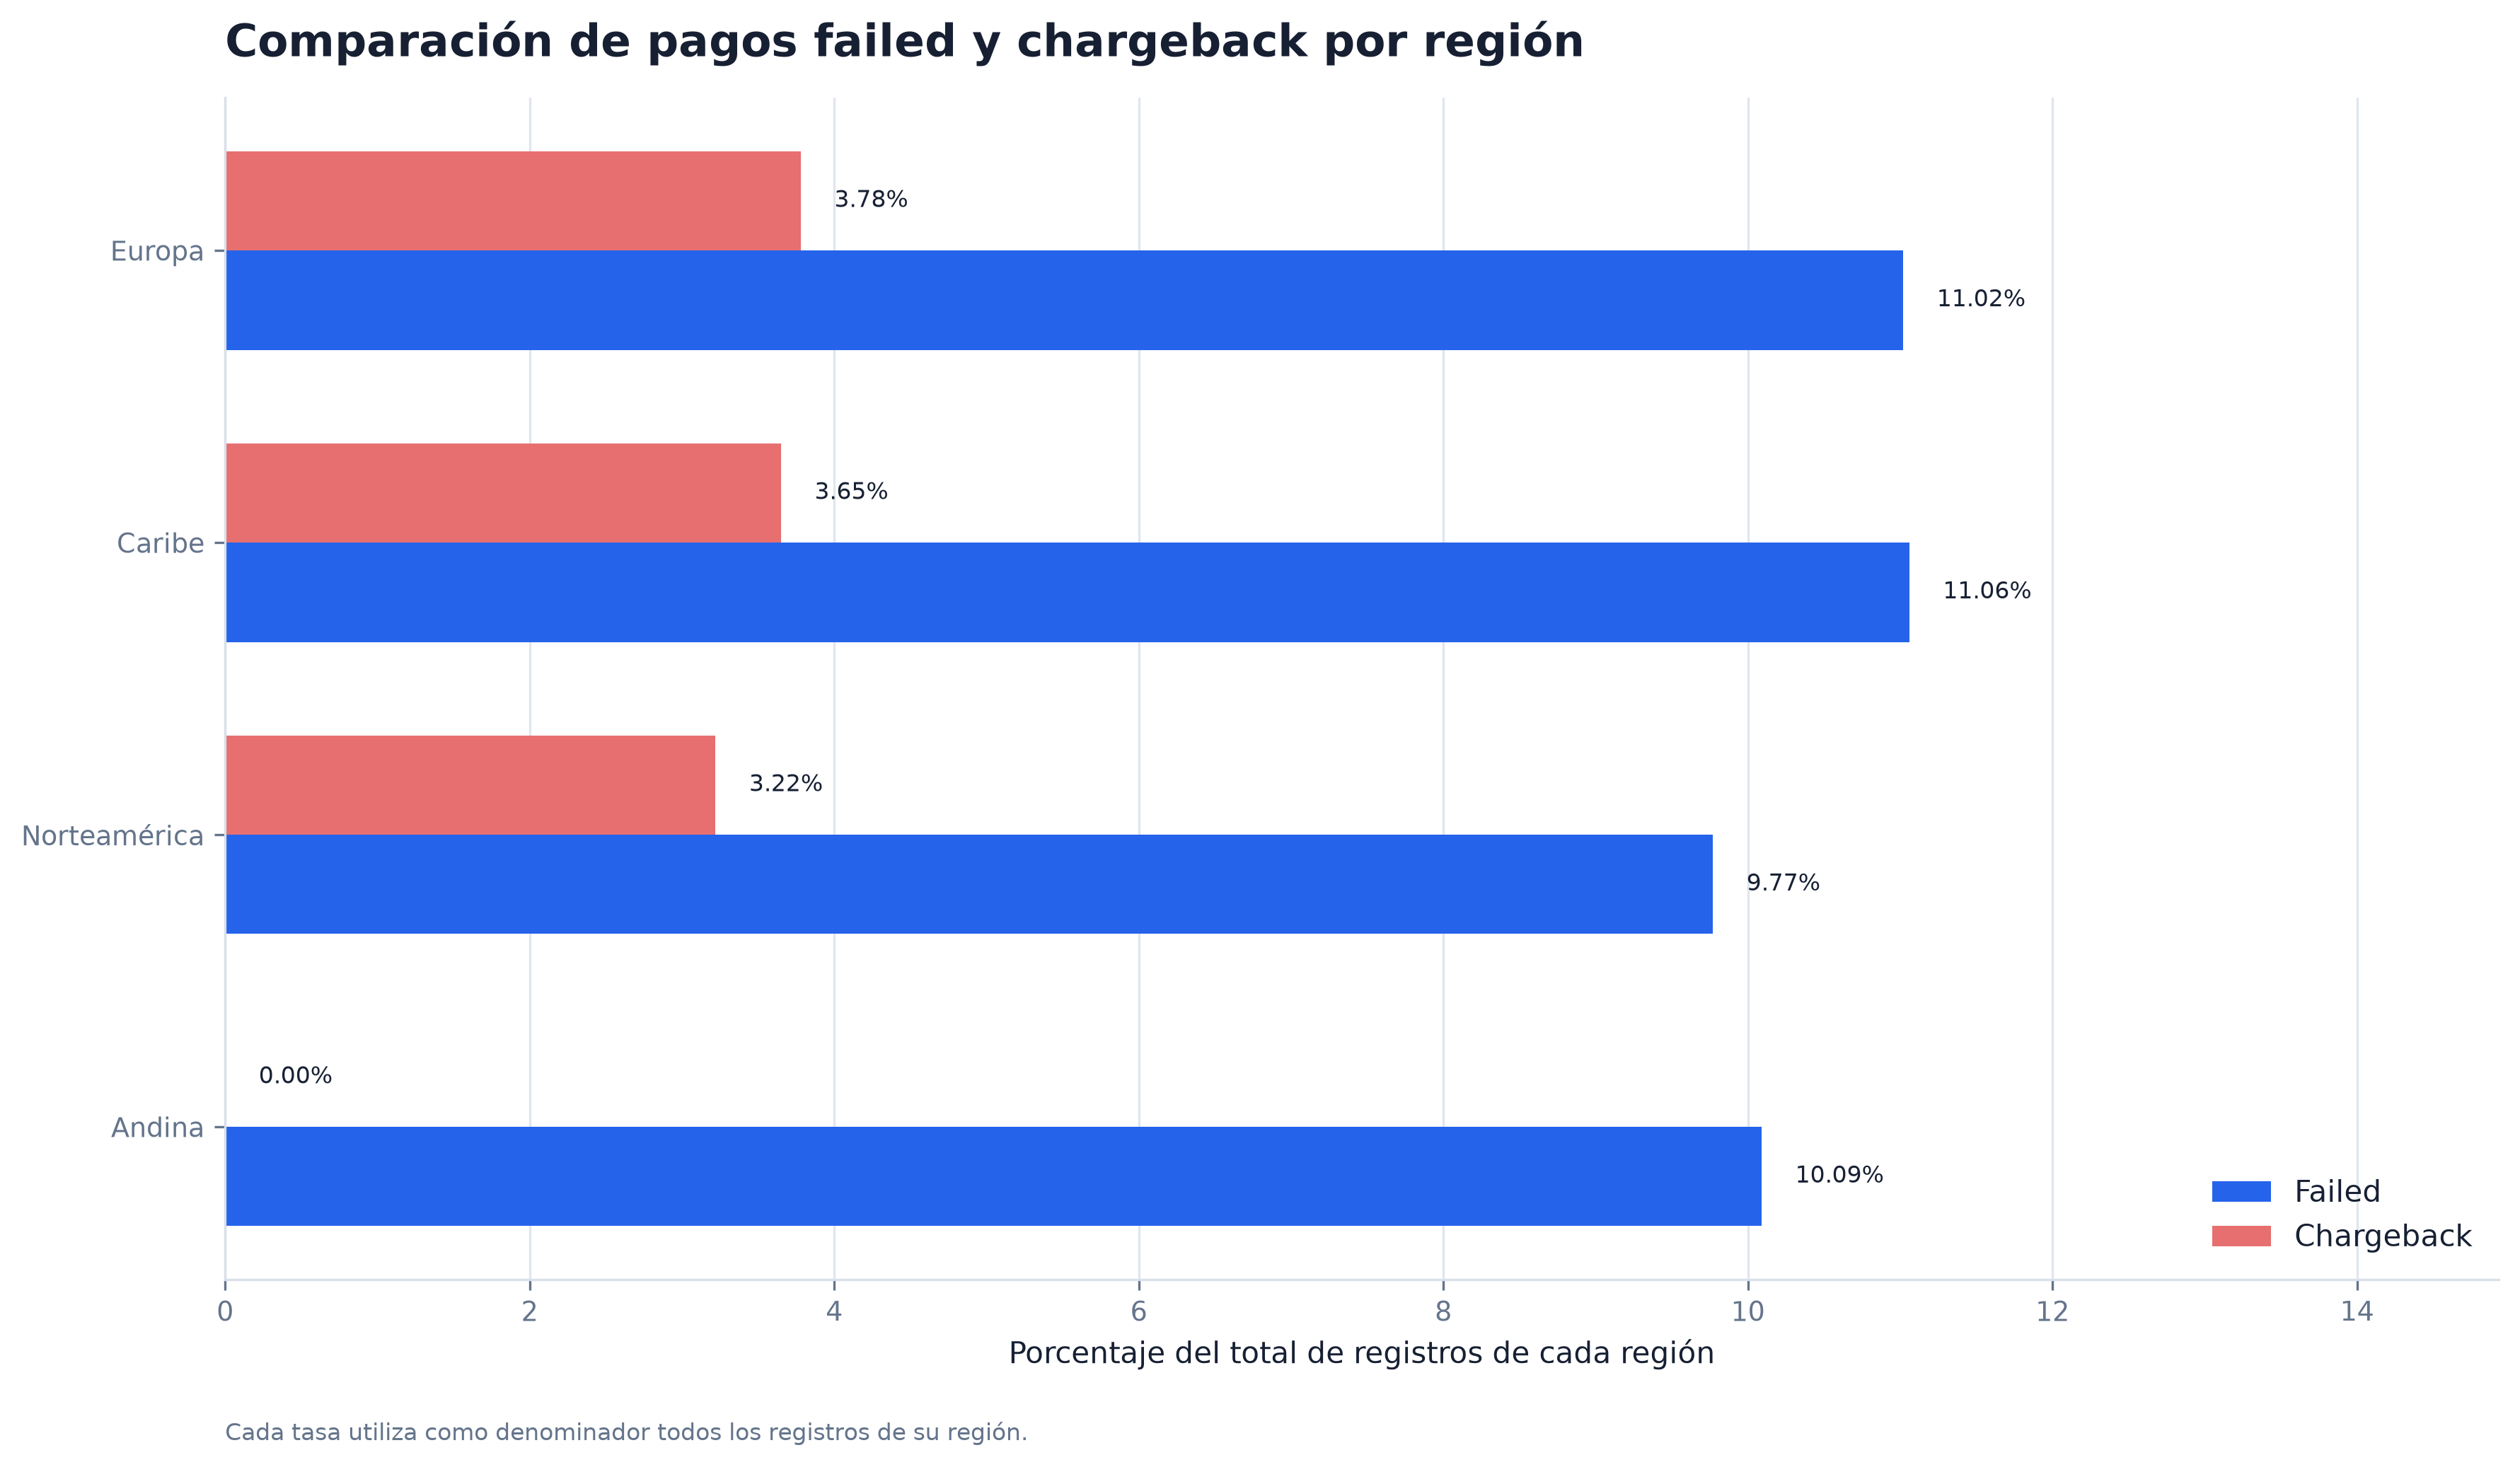 Comparación de pagos failed y chargeback por región
3.78%
Europa
11.02%
3.65%
Caribe
11.06%
3.22%
Norteamérica
9.77%
0.00%
Andina
10.09%
Failed
Chargeback
0 2 4 6 8 10 12 14
Porcentaje del total de registros de cada región
Cada tasa utiliza como denominador todos los registros de su región.